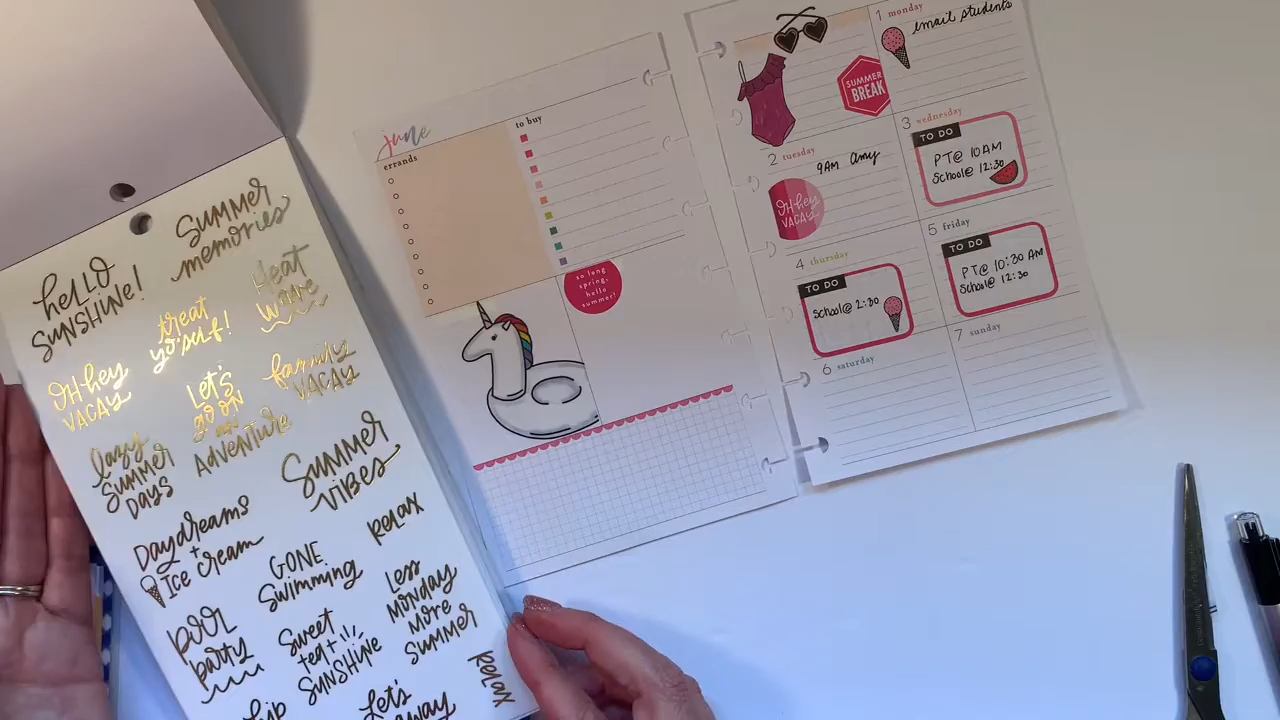 hello
SUNSHINE!
SUMMER
memories
treat
yo'self!
Heat
wave
OH hey
VACAY
Let's
go on
an
ADVENTURE
family
VACAY
lazy
SUMMER
DAYS
SUMMER
VIBES
Daydreams
+
Ice Cream
RELAX
GONE
Swimming
Less
MONDAY
MORE
SUMMER
pool
party
Sweet
tea +
SUNSHINE
RELAX
Let's
june
errands
to buy
so long
spring,
hello
summer!
SUMMER
BREAK
1 monday
email students
2 tuesday
9AM Amy
OH hey
VACAY
3 wednesday
TO DO
PT@ 10AM
School@ 12:30
4 thursday
TO DO
School@ 2:30
5 friday
TO DO
PT@ 10:30 AM
School@ 12:30
6 saturday
7 sunday